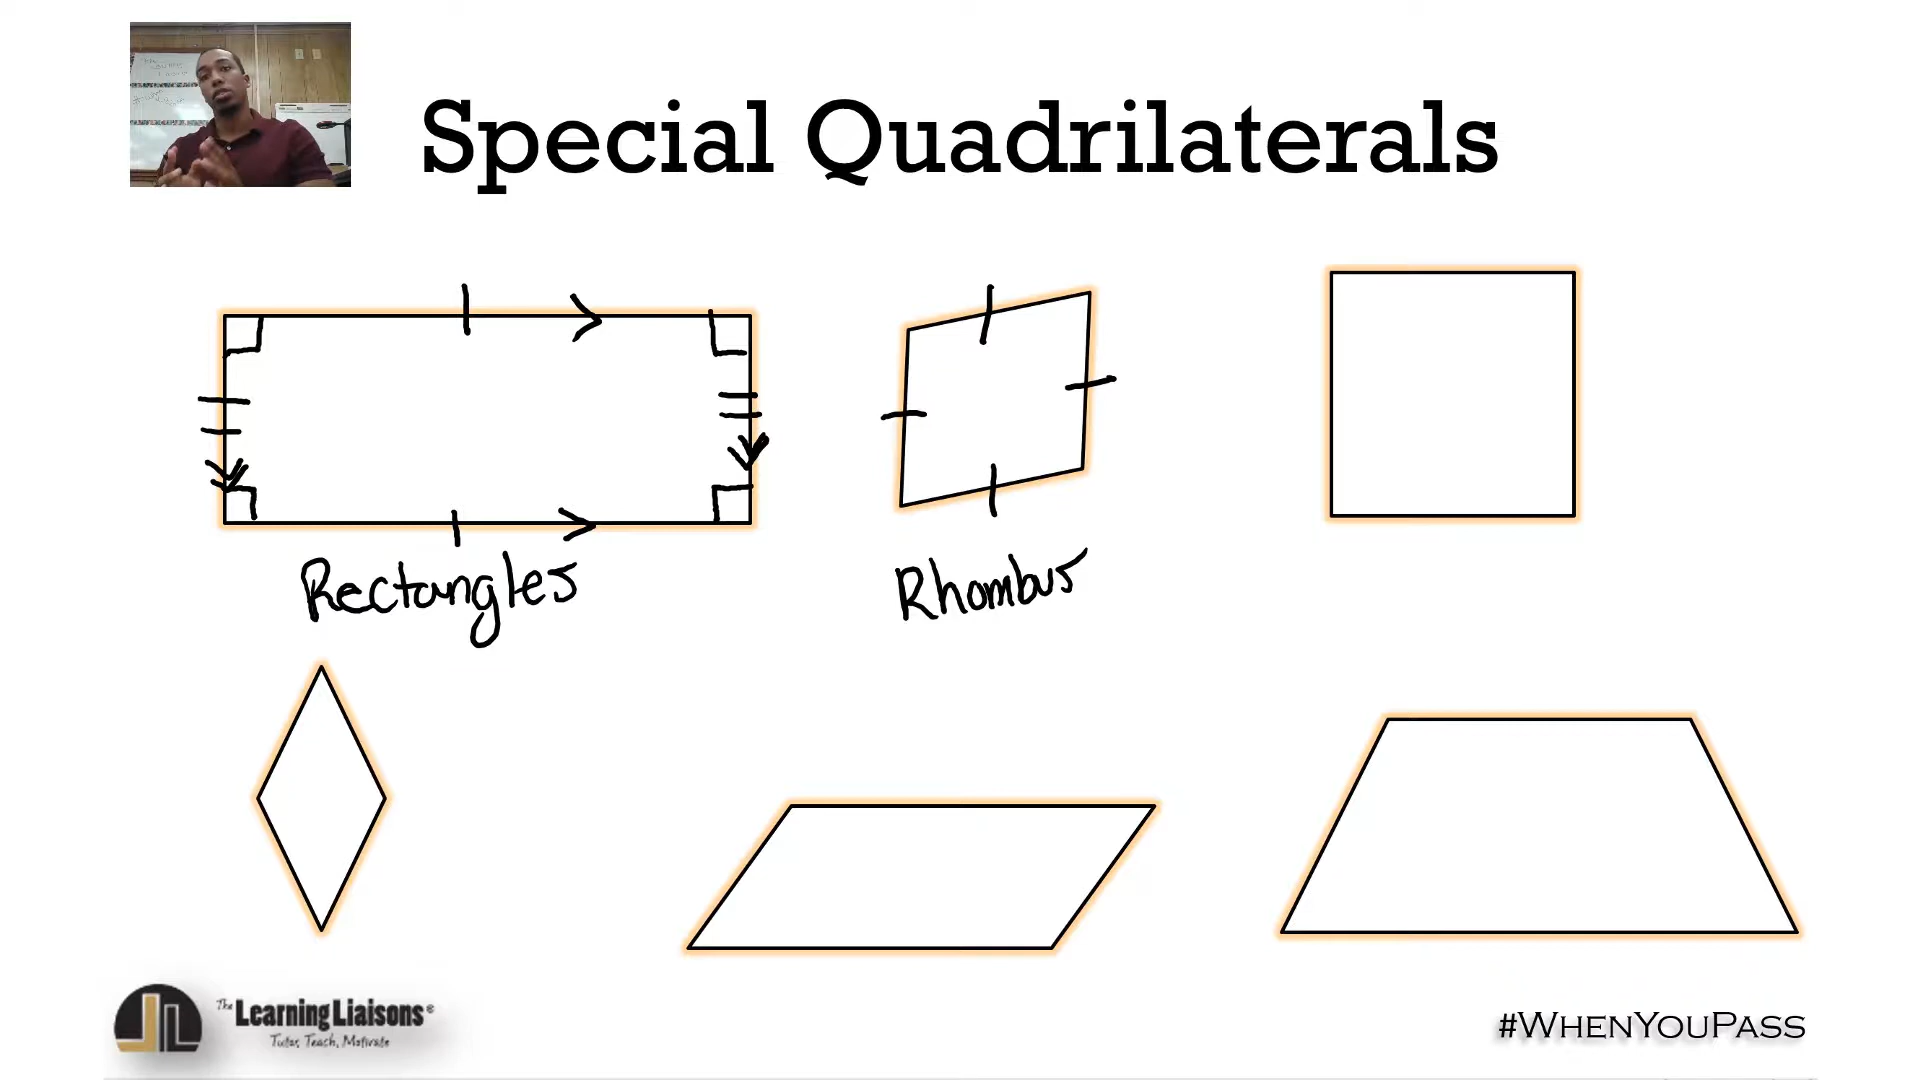 Special Quadrilaterals
Rectangles
Rhombus
The Learning Liaisons®
Tutor, Teach, Motivate
#WHENYOUPASS